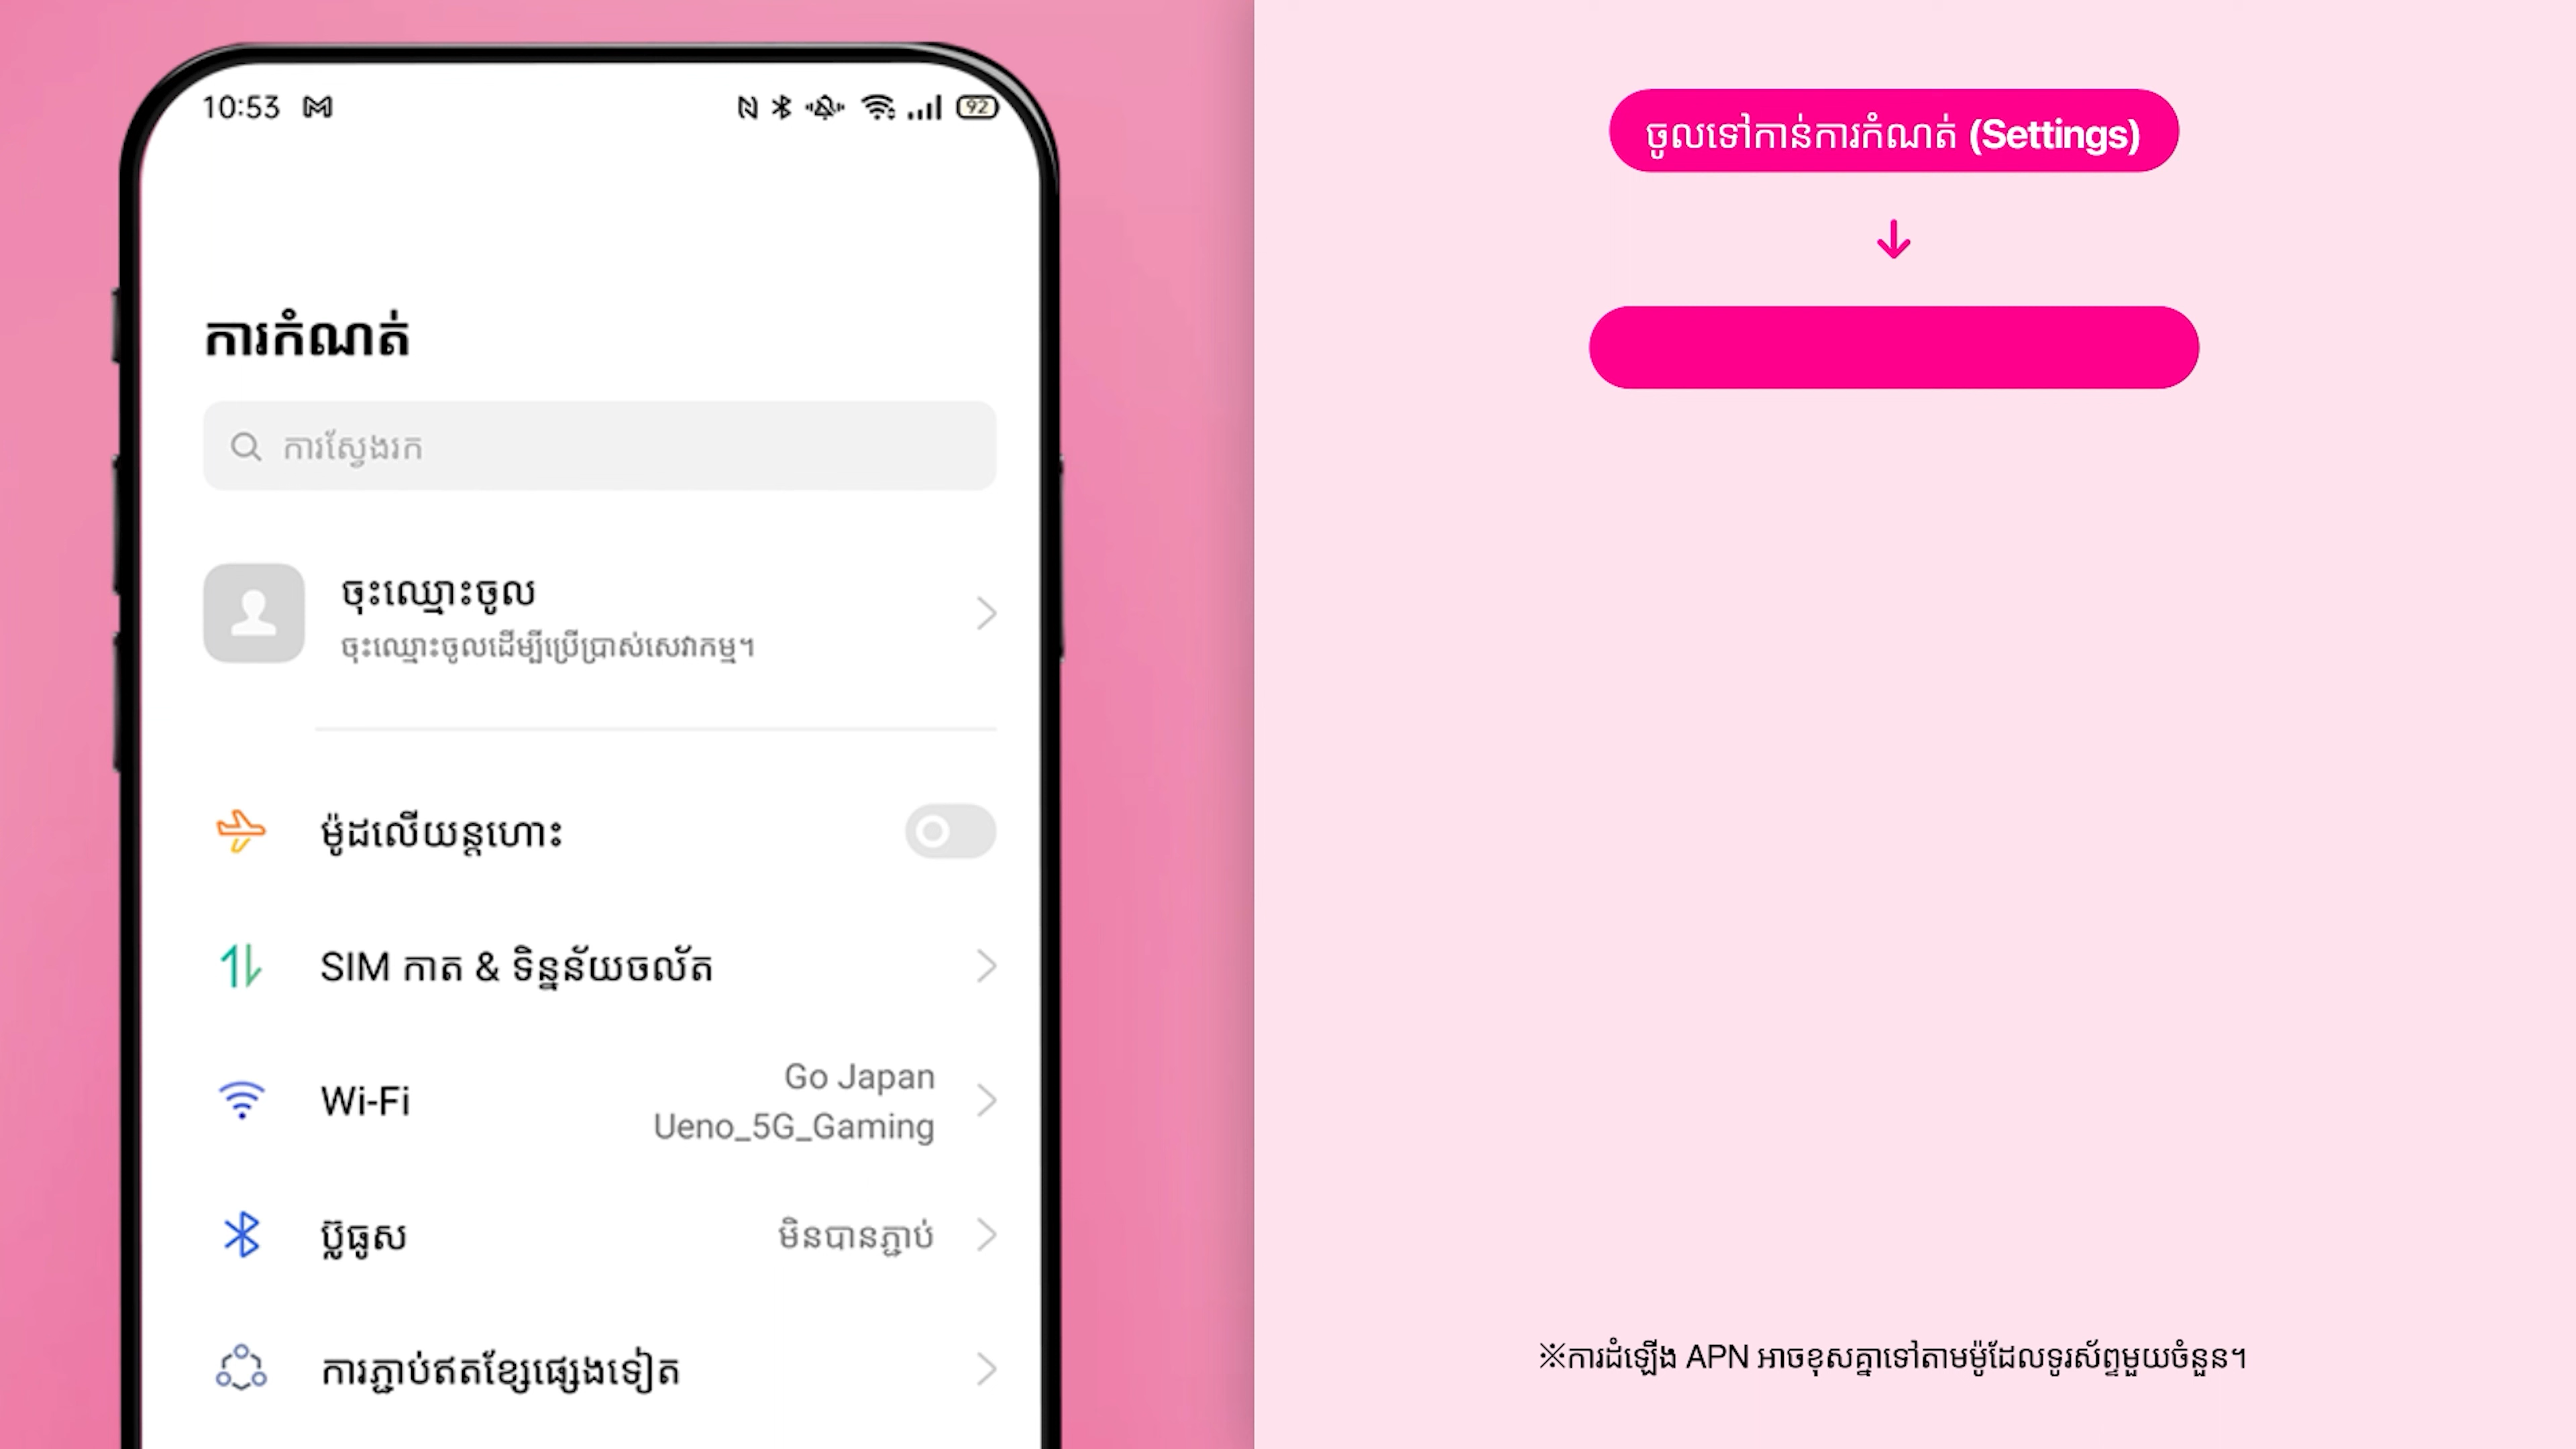 10:53
92
ការកំណត់
ការស្វែងរក
ចុះឈ្មោះចូល
ចុះឈ្មោះចូលដើម្បីប្រើប្រាស់សេវាកម្ម។
ម៉ូដលើយន្តហោះ
SIM កាត & ទិន្នន័យចល័ត
Wi-Fi
Go Japan
Ueno_5G_Gaming
ប៊្លូធូស
មិនបានភ្ជាប់
ការភ្ជាប់ឥតខ្សែផ្សេងទៀត
ចូលទៅកាន់ការកំណត់ (Settings)
※ការដំឡើង APN អាចខុសគ្នាទៅតាមម៉ូដែលទូរស័ព្ទមួយចំនួន។